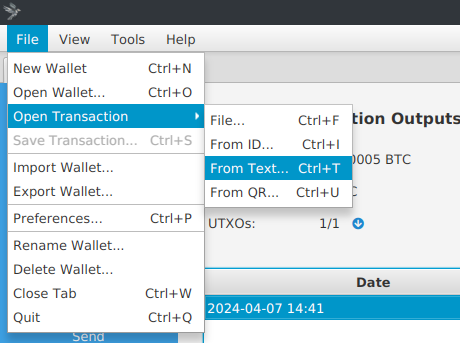 File View Tools Help
New Wallet Ctrl+N
Open Wallet... Ctrl+O
Open Transaction
Save Transaction... Ctrl+S
Import Wallet...
Export Wallet...
Preferences... Ctrl+P
Rename Wallet...
Delete Wallet...
Close Tab Ctrl+W
Quit Ctrl+Q
File... Ctrl+F
From ID... Ctrl+I
From Text... Ctrl+T
From QR... Ctrl+U
tion Outputs
0005 BTC
C
UTXOs: 1/1
Date
2024-04-07 14:41
Send